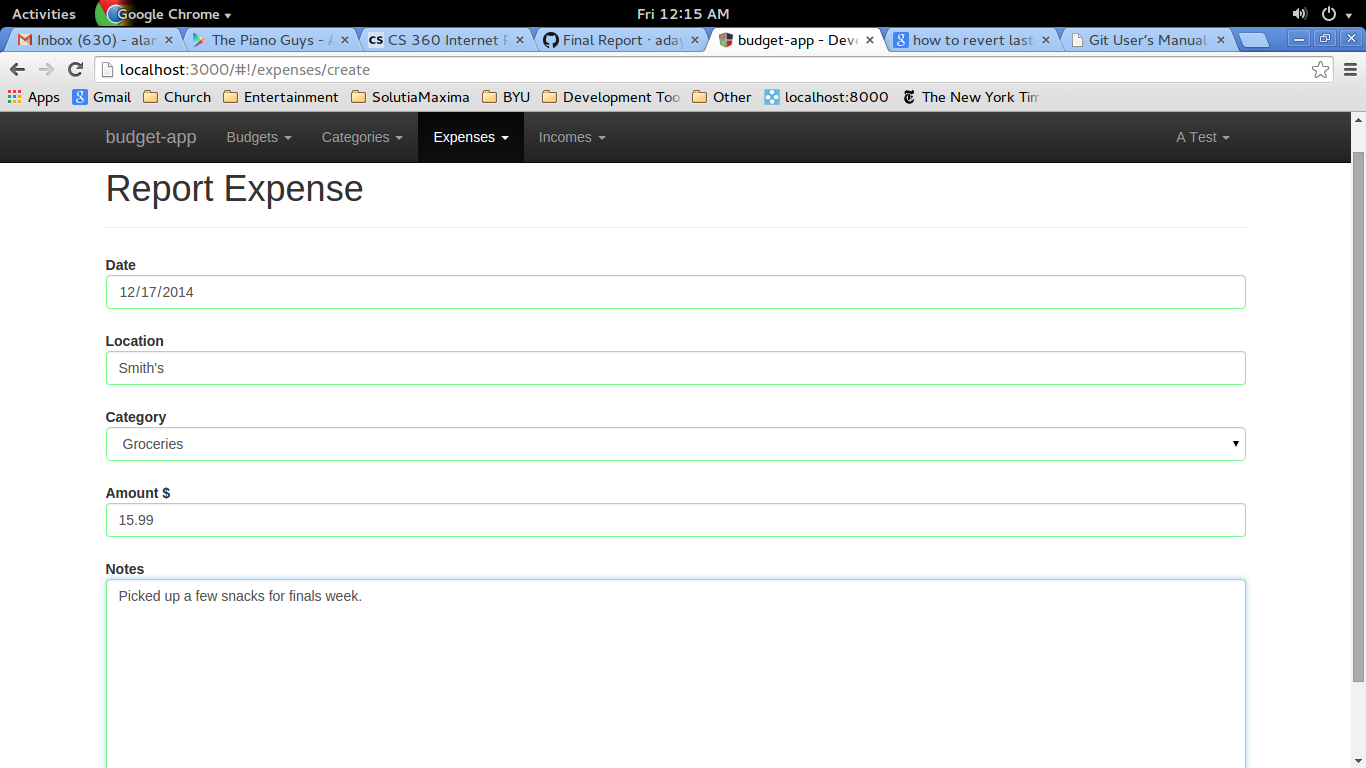 Activities Google Chrome Fri 12:15 AM
Inbox (630) - alar The Piano Guys - CS 360 Internet Final Report · aday budget-app - Deve how to revert last Git User's Manual
localhost:3000/#!/expenses/create
Apps Gmail Church Entertainment SolutiaMaxima BYU Development Too Other localhost:8000 The New York Tim
budget-app Budgets Categories Expenses Incomes A Test
Report Expense
Date
12/17/2014
Location
Smith's
Category
Groceries
Amount $
15.99
Notes
Picked up a few snacks for finals week.